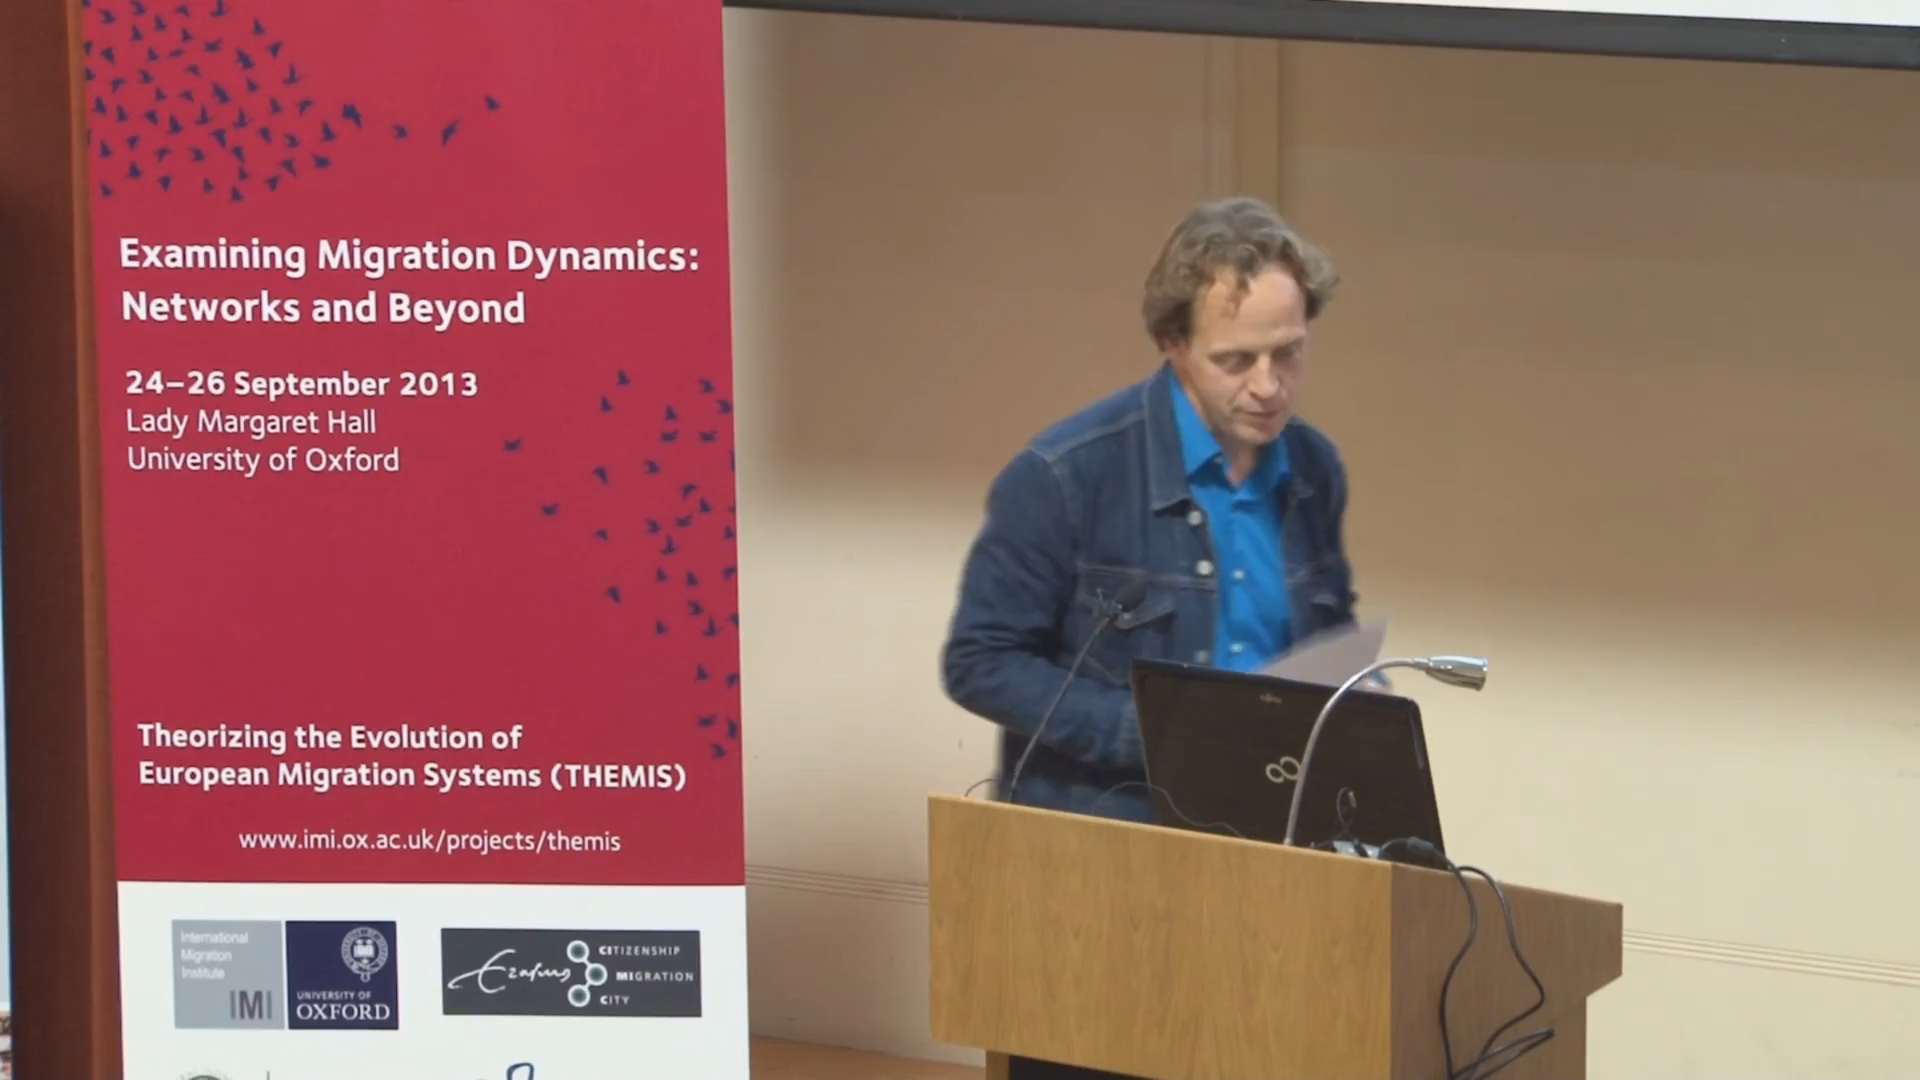 Examining Migration Dynamics:
Networks and Beyond
24–26 September 2013
Lady Margaret Hall
University of Oxford
Theorizing the Evolution of
European Migration Systems (THEMIS)
www.imi.ox.ac.uk/projects/themis
International
Migration
Institute
IMI
UNIVERSITY OF
OXFORD
Erasmus
CITIZENSHIP
MIGRATION
CITY